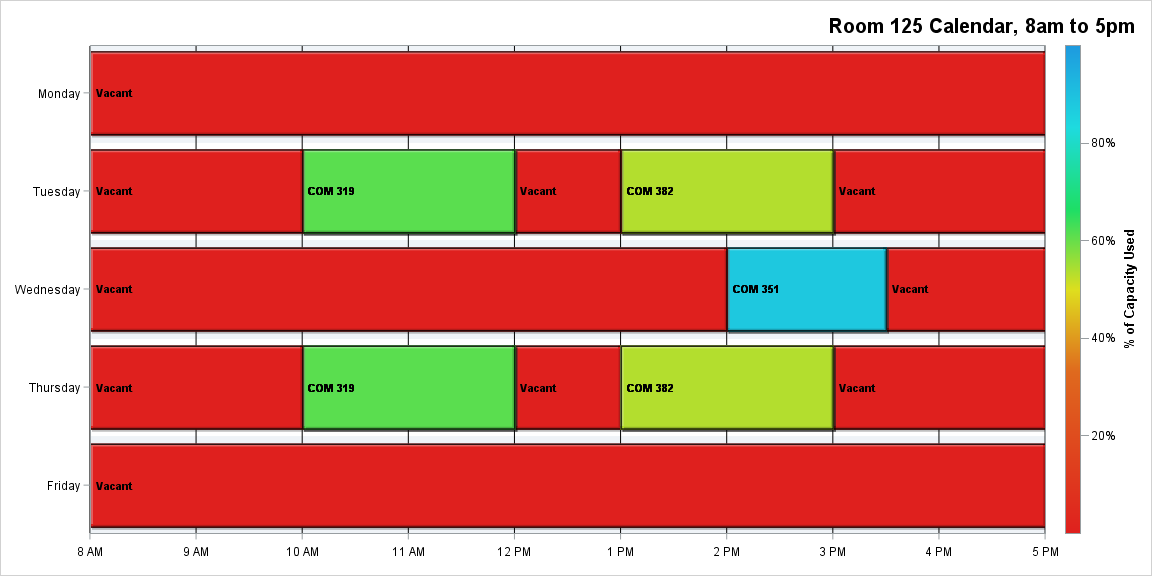 Room 125 Calendar, 8am to 5pm
Monday
Vacant
Tuesday
Vacant
COM 319
Vacant
COM 382
Vacant
Wednesday
Vacant
COM 351
Vacant
Thursday
Vacant
COM 319
Vacant
COM 382
Vacant
Friday
Vacant
8 AM
9 AM
10 AM
11 AM
12 PM
1 PM
2 PM
3 PM
4 PM
5 PM
80%
60%
40%
20%
% of Capacity Used